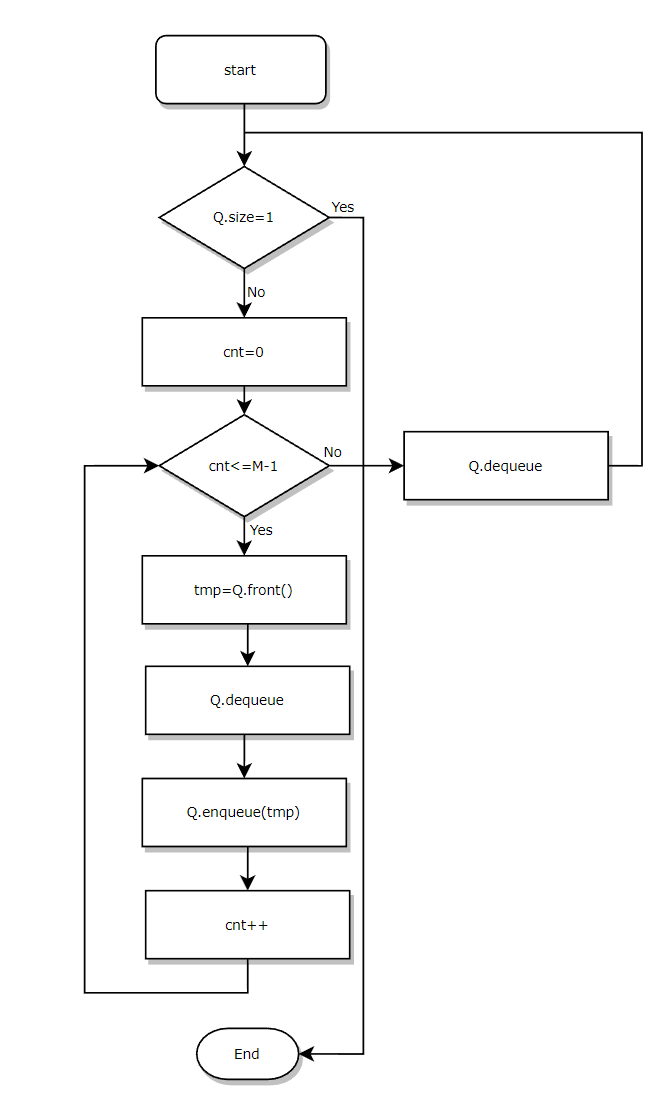 start
Q.size=1
Yes
No
cnt=0
cnt<=M-1
No
Q.dequeue
Yes
tmp=Q.front()
Q.dequeue
Q.enqueue(tmp)
cnt++
End